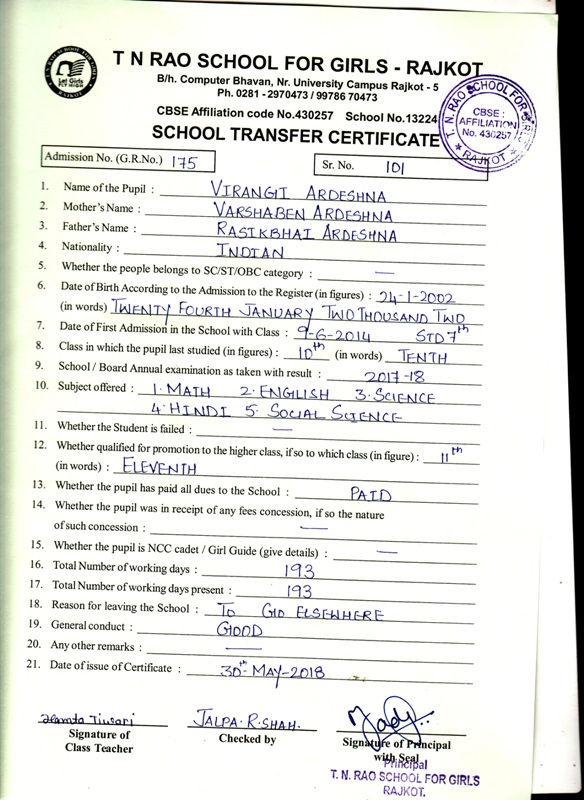 T N RAO SCHOOL FOR GIRLS - RAJKOT
B/h. Computer Bhavan, Nr. University Campus Rajkot - 5
Ph. 0281 - 2970473 / 99786 70473
CBSE Affiliation code No.430257 School No.13224
SCHOOL TRANSFER CERTIFICATE
Let Girls
FLY HIGH
T. N. RAO SCHOOL FOR GIRLS
CBSE :
AFFILIATION
No. 430257
★ RAJKOT ★
Admission No. (G.R.No.) 175 Sr. No. 101
1. Name of the Pupil : VIRANGI ARDESHNA
2. Mother's Name : VARSHABEN ARDESHNA
3. Father's Name : RASIKBHAI ARDESHNA
4. Nationality : INDIAN
5. Whether the people belongs to SC/ST/OBC category : —
6. Date of Birth According to the Admission to the Register (in figures) : 24-1-2002
(in words) TWENTY FOURTH JANUARY TWO THOUSAND TWO
7. Date of First Admission in the School with Class : 9-6-2014 STD 7th
8. Class in which the pupil last studied (in figures) : 10th (in words) TENTH
9. School / Board Annual examination as taken with result : 2017-18
10. Subject offered : 1. MATH 2. ENGLISH 3. SCIENCE
4. HINDI 5. SOCIAL SCIENCE
11. Whether the Student is failed : —
12. Whether qualified for promotion to the higher class, if so to which class (in figure) : 11th
(in words) : ELEVENTH
13. Whether the pupil has paid all dues to the School : PAID
14. Whether the pupil was in receipt of any fees concession, if so the nature
of such concession : —
15. Whether the pupil is NCC cadet / Girl Guide (give details) : —
16. Total Number of working days : 193
17. Total Number of working days present : 193
18. Reason for leaving the School : TO GO ELSEWHERE
19. General conduct : GOOD
20. Any other remarks : —
21. Date of issue of Certificate : 30th MAY-2018
Mamta Tiwari JALPA.R.SHAH.
Signature of Class Teacher
Checked by
Signature of Principal
with Seal
Principal
T. N. RAO SCHOOL FOR GIRLS
RAJKOT.